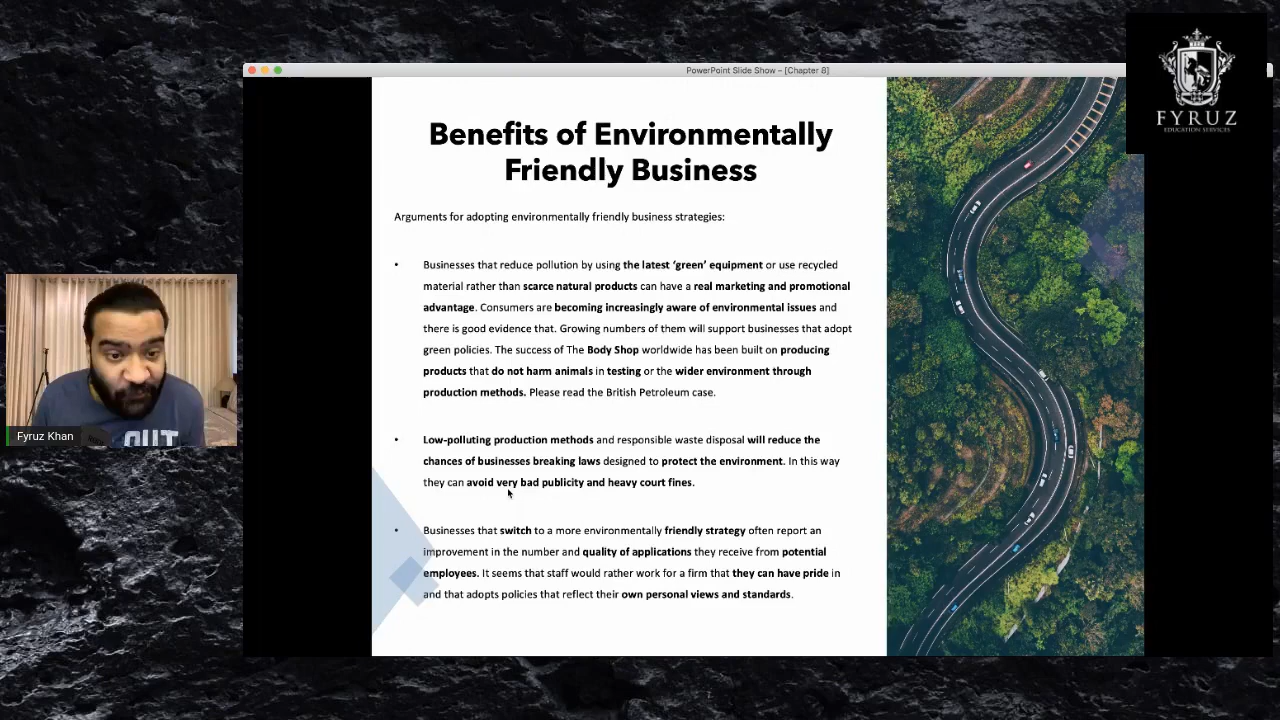 PowerPoint Slide Show – [Chapter 8]
FYRUZ
EDUCATION SERVICES
Benefits of Environmentally
Friendly Business
Arguments for adopting environmentally friendly business strategies:
• Businesses that reduce pollution by using the latest ‘green’ equipment or use recycled
material rather than scarce natural products can have a real marketing and promotional
advantage. Consumers are becoming increasingly aware of environmental issues and
there is good evidence that. Growing numbers of them will support businesses that adopt
green policies. The success of The Body Shop worldwide has been built on producing
products that do not harm animals in testing or the wider environment through
production methods. Please read the British Petroleum case.
• Low-polluting production methods and responsible waste disposal will reduce the
chances of businesses breaking laws designed to protect the environment. In this way
they can avoid very bad publicity and heavy court fines.
• Businesses that switch to a more environmentally friendly strategy often report an
improvement in the number and quality of applications they receive from potential
employees. It seems that staff would rather work for a firm that they can have pride in
and that adopts policies that reflect their own personal views and standards.
Fyruz Khan